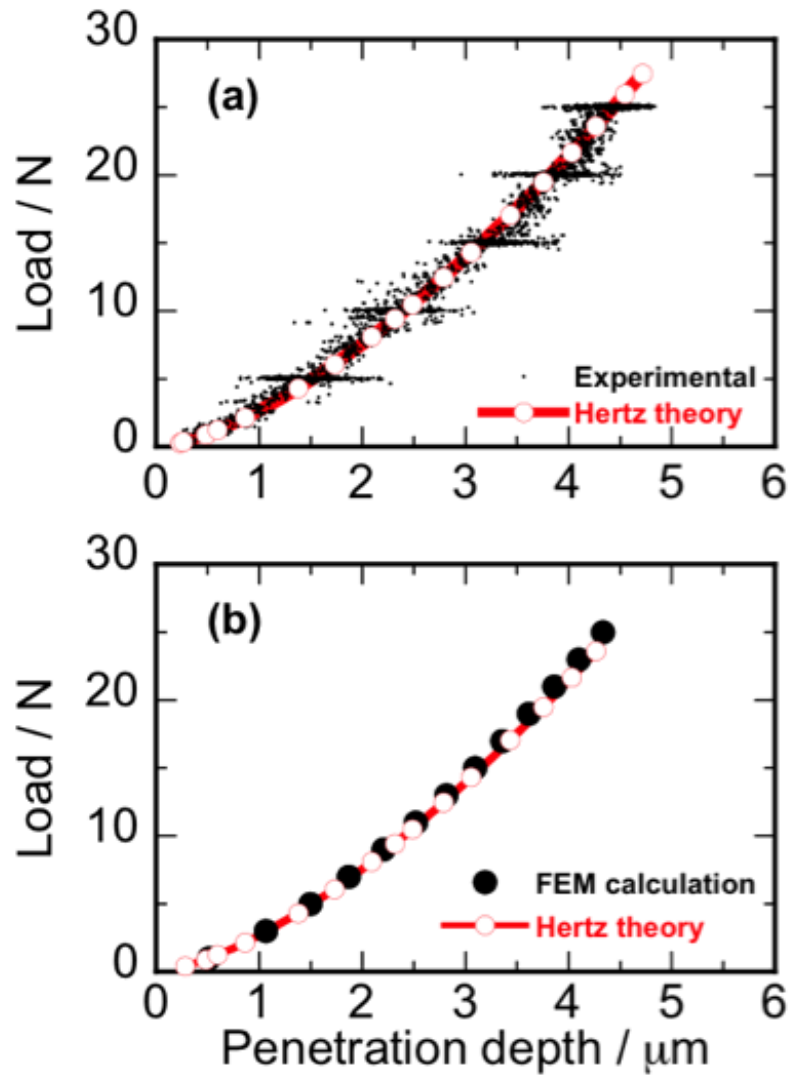 30
(a)
20
Load / N
10
Experimental
Hertz theory
0
0 1 2 3 4 5 6
30
(b)
20
Load / N
10
FEM calculation
Hertz theory
0
0 1 2 3 4 5 6
Penetration depth / μm